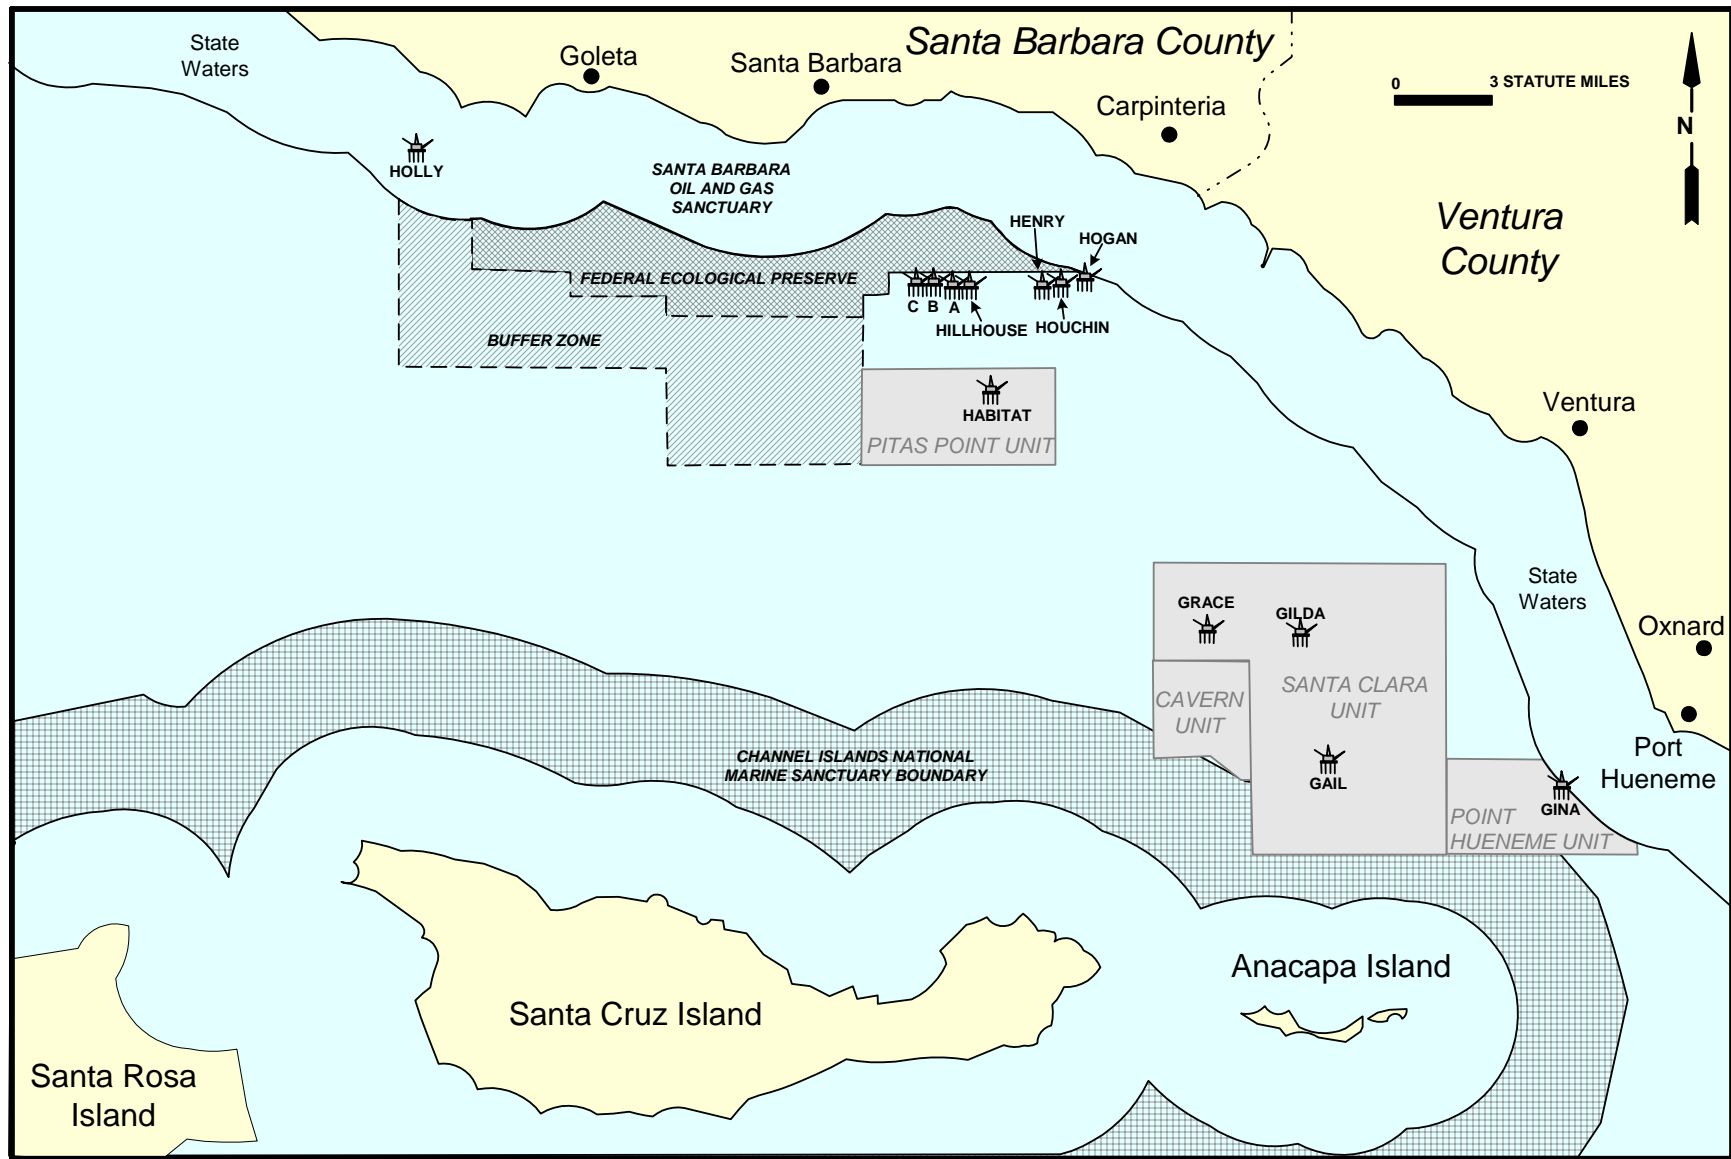 State
Waters
Goleta
Santa Barbara
Santa Barbara County
Carpinteria
0
3 STATUTE MILES
N
HOLLY
SANTA BARBARA
OIL AND GAS
SANCTUARY
Ventura
County
HENRY
HOGAN
FEDERAL ECOLOGICAL PRESERVE
C
B
A
HILLHOUSE
HOUCHIN
BUFFER ZONE
HABITAT
PITAS POINT UNIT
Ventura
State
Waters
GRACE
GILDA
Oxnard
CAVERN
UNIT
SANTA CLARA
UNIT
CHANNEL ISLANDS NATIONAL
MARINE SANCTUARY BOUNDARY
GAIL
Port
Hueneme
GINA
POINT
HUENEME UNIT
Anacapa Island
Santa Cruz Island
Santa Rosa
Island